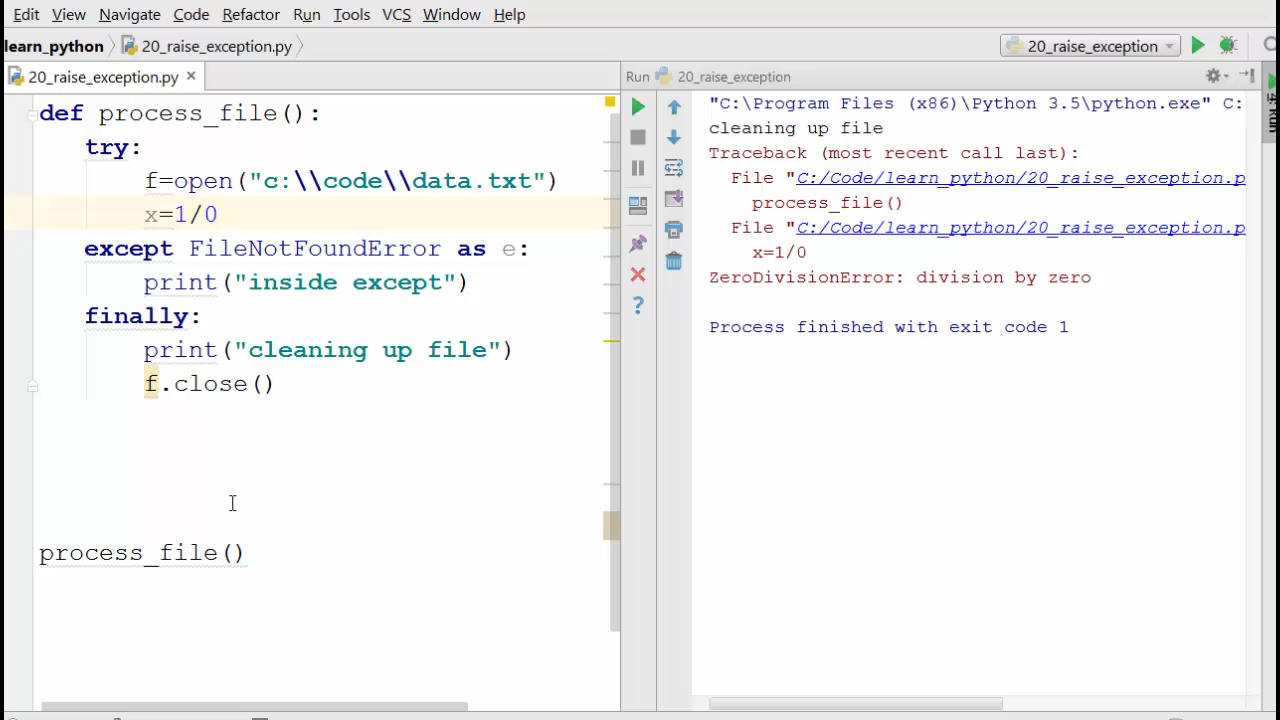 Edit View Navigate Code Refactor Run Tools VCS Window Help
learn_python 20_raise_exception.py 20_raise_exception
20_raise_exception.py Run 20_raise_exception
def process_file():
try:
f=open("c:\\code\\data.txt")
x=1/0
except FileNotFoundError as e:
print("inside except")
finally:
print("cleaning up file")
f.close()
process_file()
"C:\Program Files (x86)\Python 3.5\python.exe" C:
cleaning up file
Traceback (most recent call last):
File "C:/Code/learn_python/20_raise_exception.p
process_file()
File "C:/Code/learn_python/20_raise_exception.p
x=1/0
ZeroDivisionError: division by zero
Process finished with exit code 1